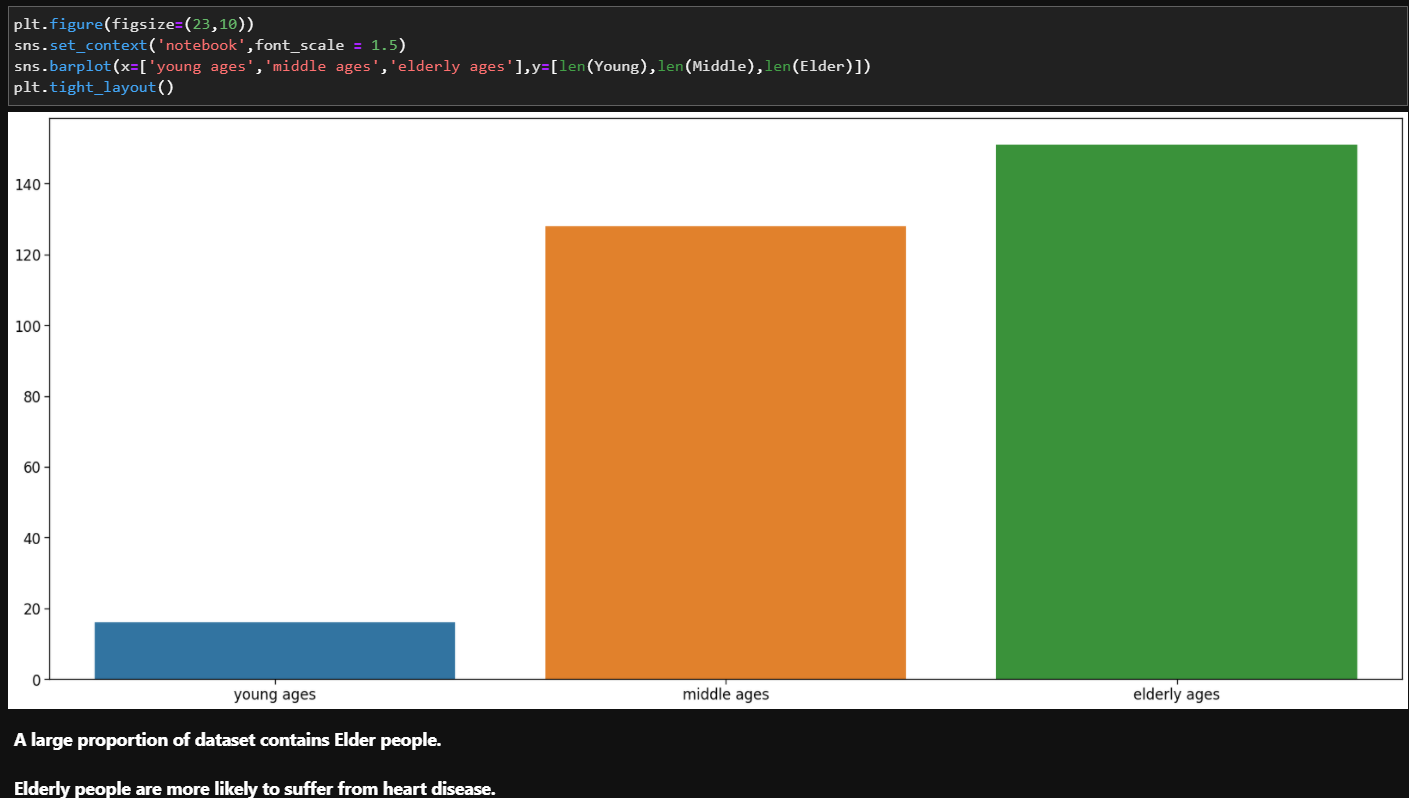 plt.figure(figsize=(23,10))
sns.set_context('notebook',font_scale = 1.5)
sns.barplot(x=['young ages','middle ages','elderly ages'],y=[len(Young),len(Middle),len(Elder)])
plt.tight_layout()
140
120
100
80
60
40
20
0
young ages middle ages elderly ages
A large proportion of dataset contains Elder people.
Elderly people are more likely to suffer from heart disease.